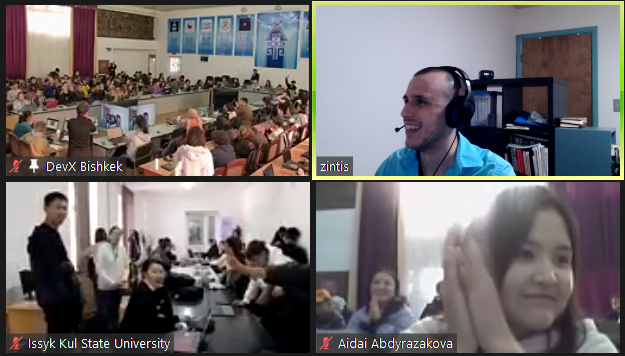 DevX Bishkek
zintis
Issyk Kul State University
Aidai Abdyrazakova